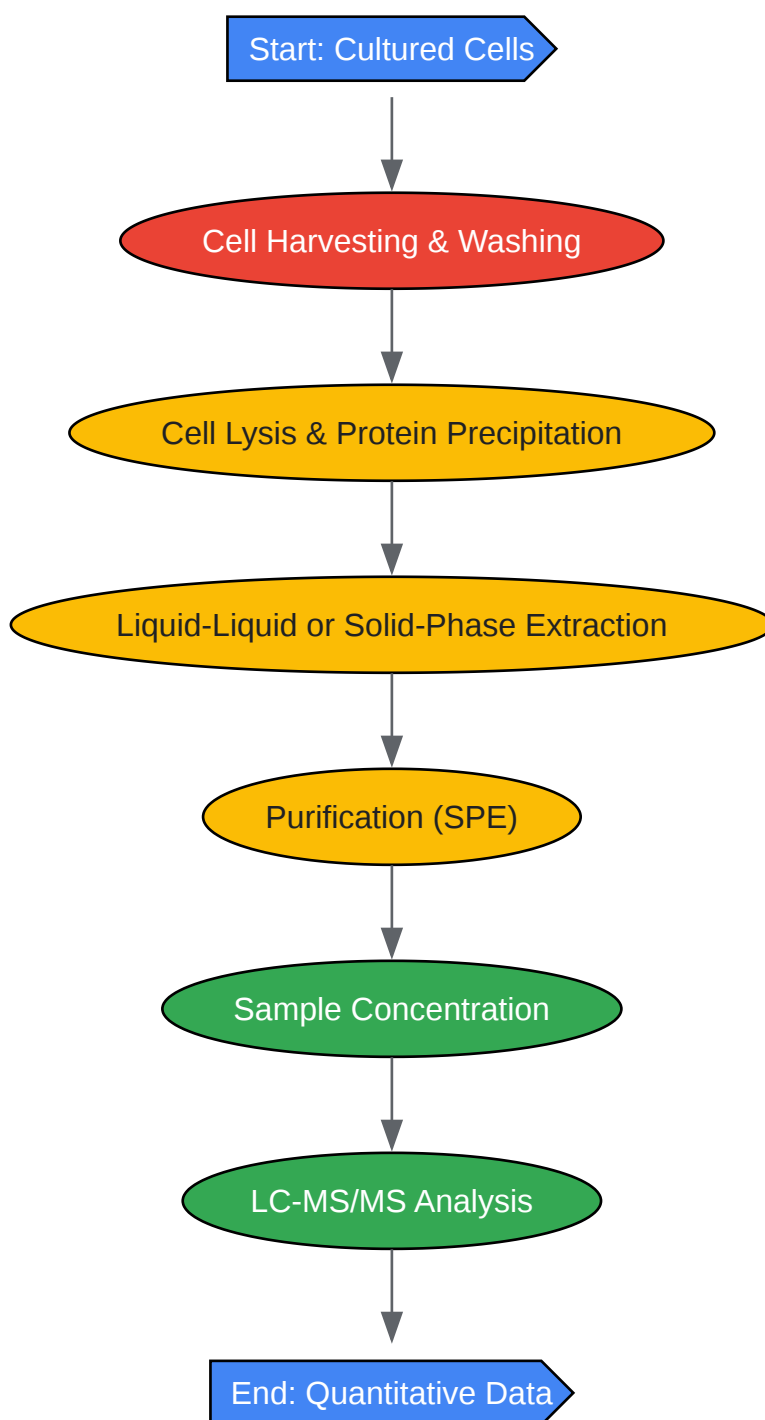 Start: Cultured Cells
Cell Harvesting & Washing
Cell Lysis & Protein Precipitation
Liquid-Liquid or Solid-Phase Extraction
Purification (SPE)
Sample Concentration
LC-MS/MS Analysis
End: Quantitative Data